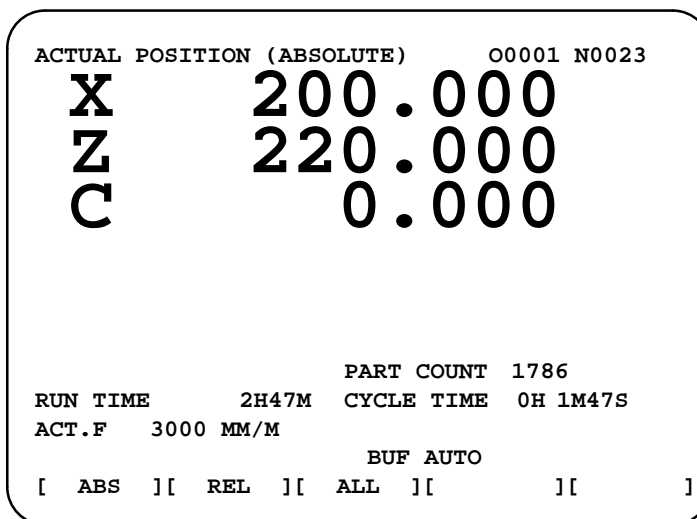 ACTUAL POSITION (ABSOLUTE) O0001 N0023
X 200.000
Z 220.000
C 0.000
PART COUNT 1786
RUN TIME 2H47M CYCLE TIME 0H 1M47S
ACT.F 3000 MM/M
BUF AUTO
[ ABS ][ REL ][ ALL ][ ][ ]